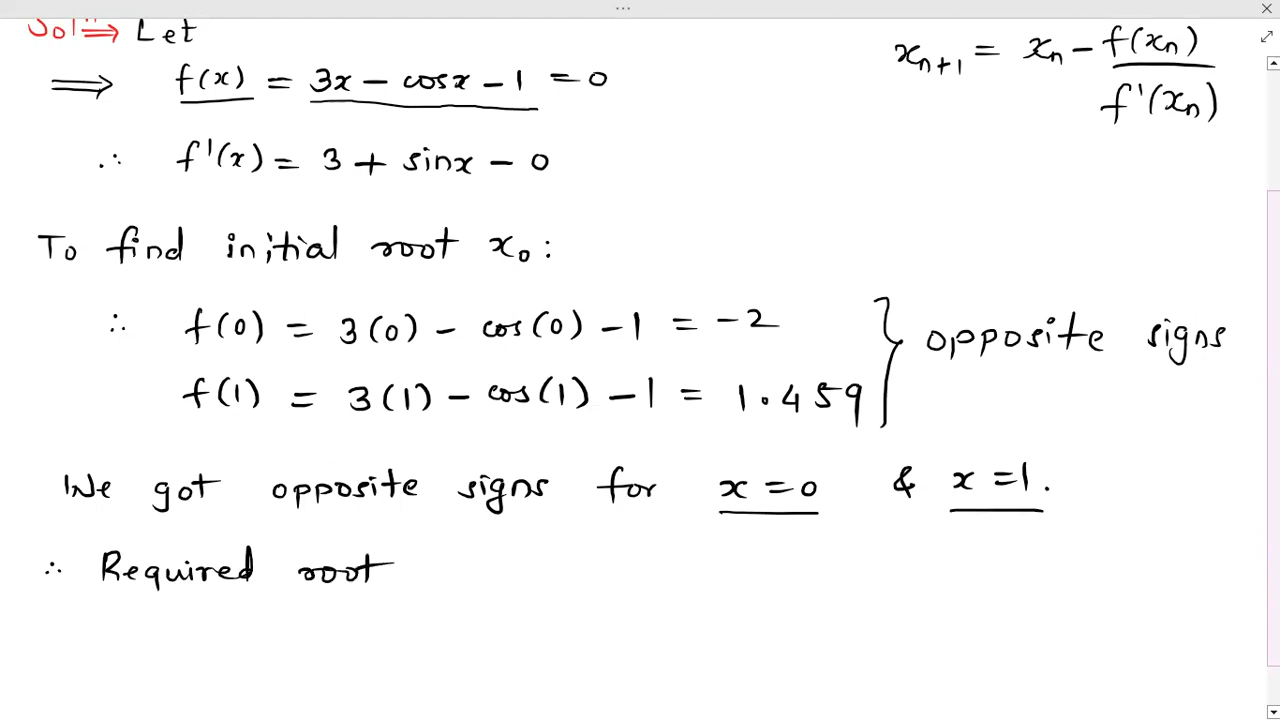 Sol:: ⇒ Let
⟹ f(x) = 3x – cosx – 1 = 0
x_{n+1} = x_n – f(x_n) / f'(x_n)
∴ f'(x) = 3 + sinx – 0
To find initial root x₀ :
∴ f(0) = 3(0) – cos(0) – 1 = –2
f(1) = 3(1) – cos(1) – 1 = 1.459
} opposite signs
We got opposite signs for x = 0 & x = 1.
∴ Required root